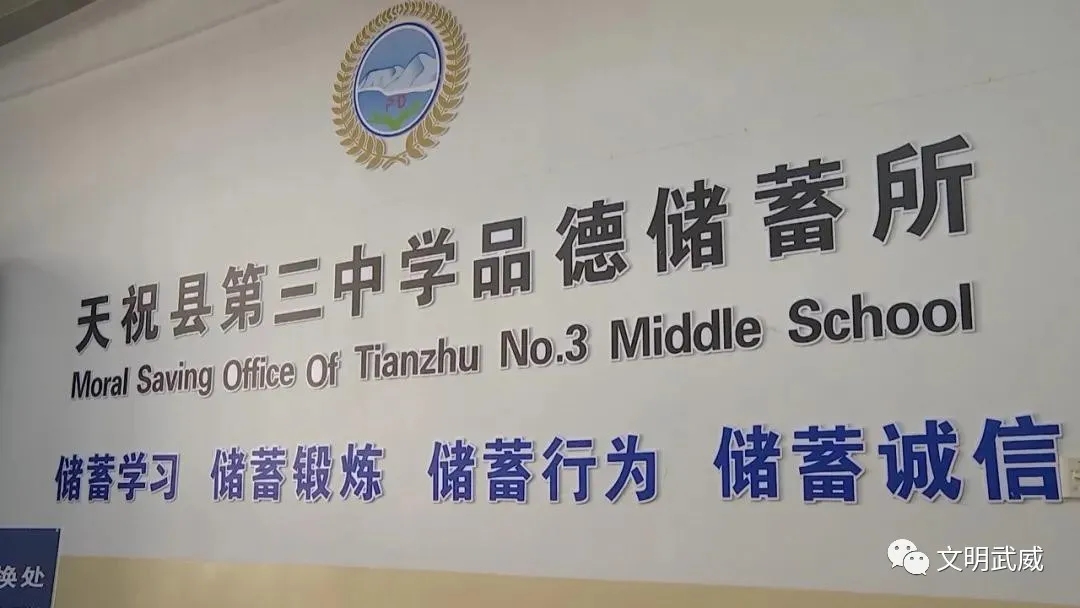 天祝县第三中学品德储蓄所
Moral Saving Office Of Tianzhu No.3 Middle School
储蓄学习 储蓄锻炼 储蓄行为 储蓄诚信
换处
文明武威